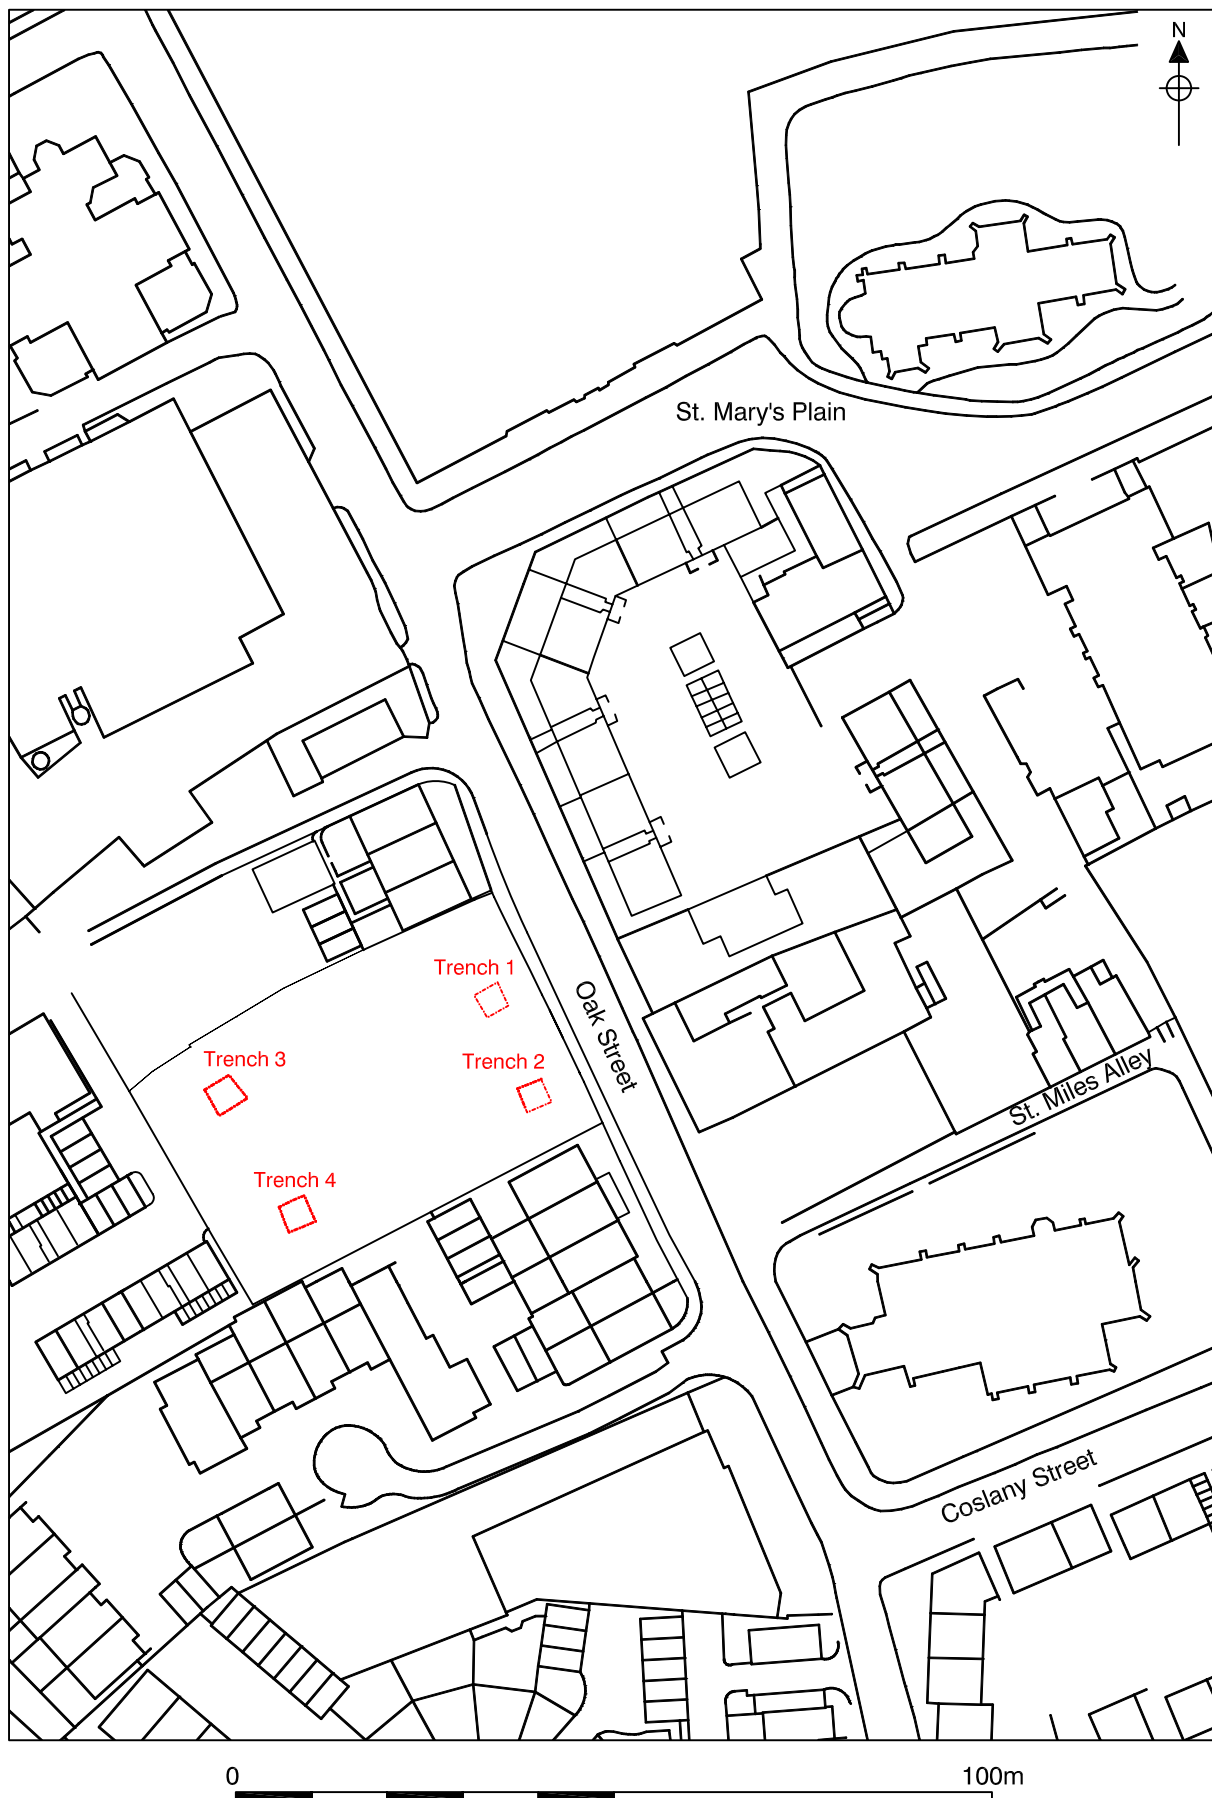 N
St. Mary's Plain
Trench 1
Oak Street
Trench 3
Trench 2
St. Miles Alley
Trench 4
Coslany Street
0
100m